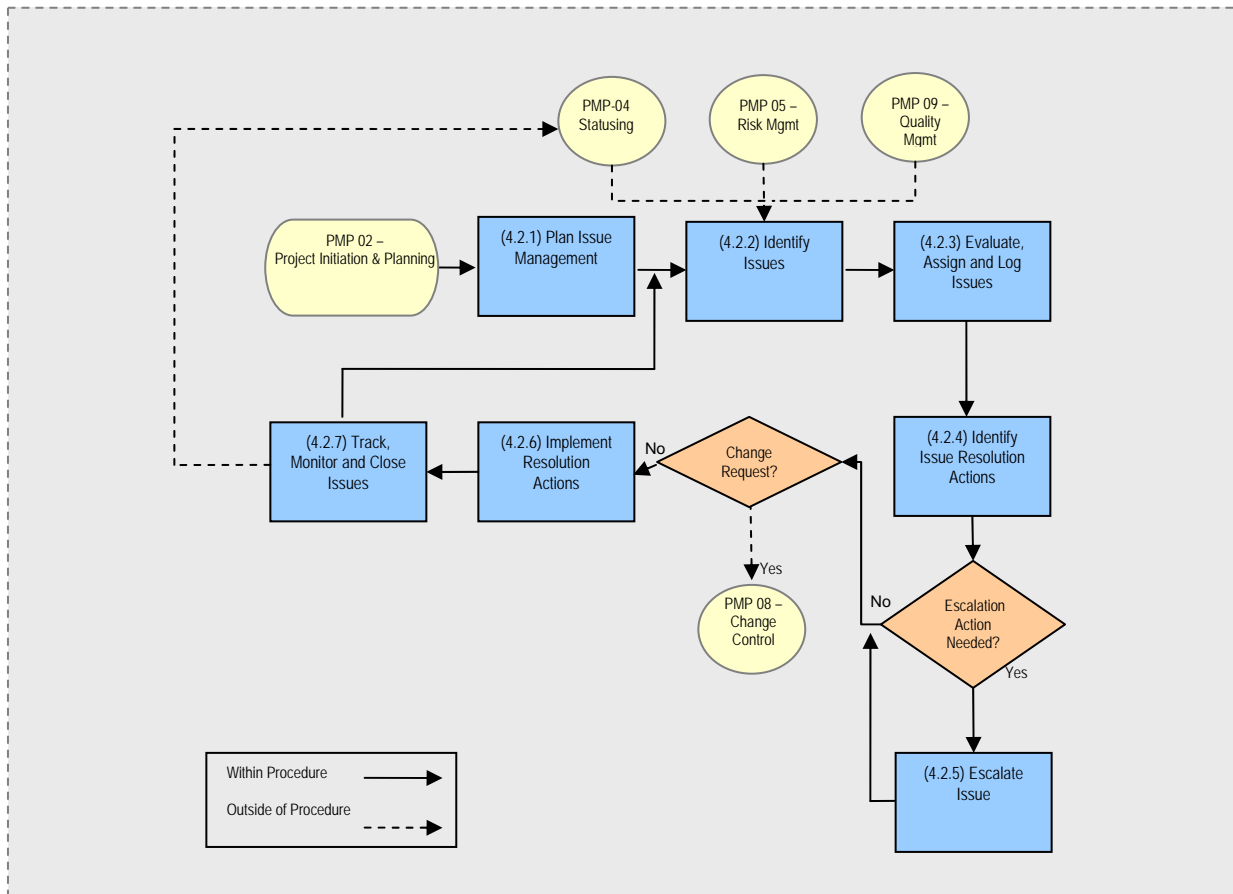 PMP-04
Statusing
PMP 05 –
Risk Mgmt
PMP 09 –
Quality
Mgmt
PMP 02 –
Project Initiation & Planning
(4.2.1) Plan Issue
Management
(4.2.2) Identify
Issues
(4.2.3) Evaluate,
Assign and Log
Issues
(4.2.7) Track,
Monitor and Close
Issues
(4.2.6) Implement
Resolution
Actions
No
Change
Request?
(4.2.4) Identify
Issue Resolution
Actions
Yes
PMP 08 –
Change
Control
No
Escalation
Action
Needed?
Yes
(4.2.5) Escalate
Issue
Within Procedure
Outside of Procedure